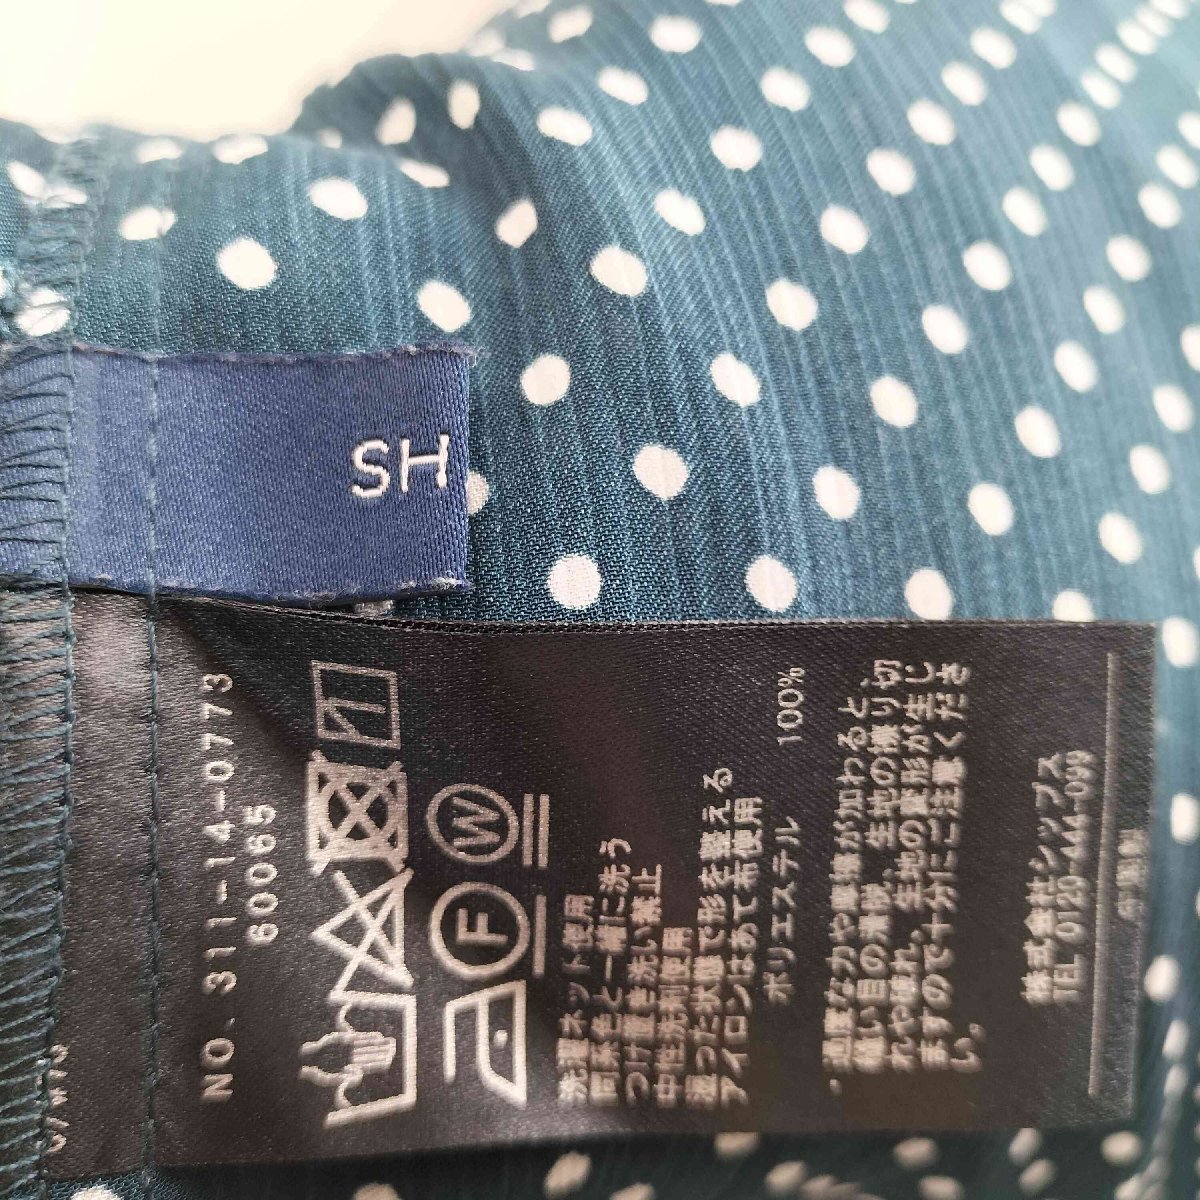 SH
NO. 311-14-0773
60065
W
F
洗濯ネット使用
同系色と一緒に洗う
つけ置き洗い禁止
中性洗剤使用
湿った状態で形を整える
アイロンはあて布使用
ポリエステル 100%
・過度な力や摩擦が加わると、
縫い目の滑脱、生地の擦り切
れや毛羽、生地の変形が生じ
ますので十分にご注意くださ
い。
株式会社シップス
TEL 0120-444-099